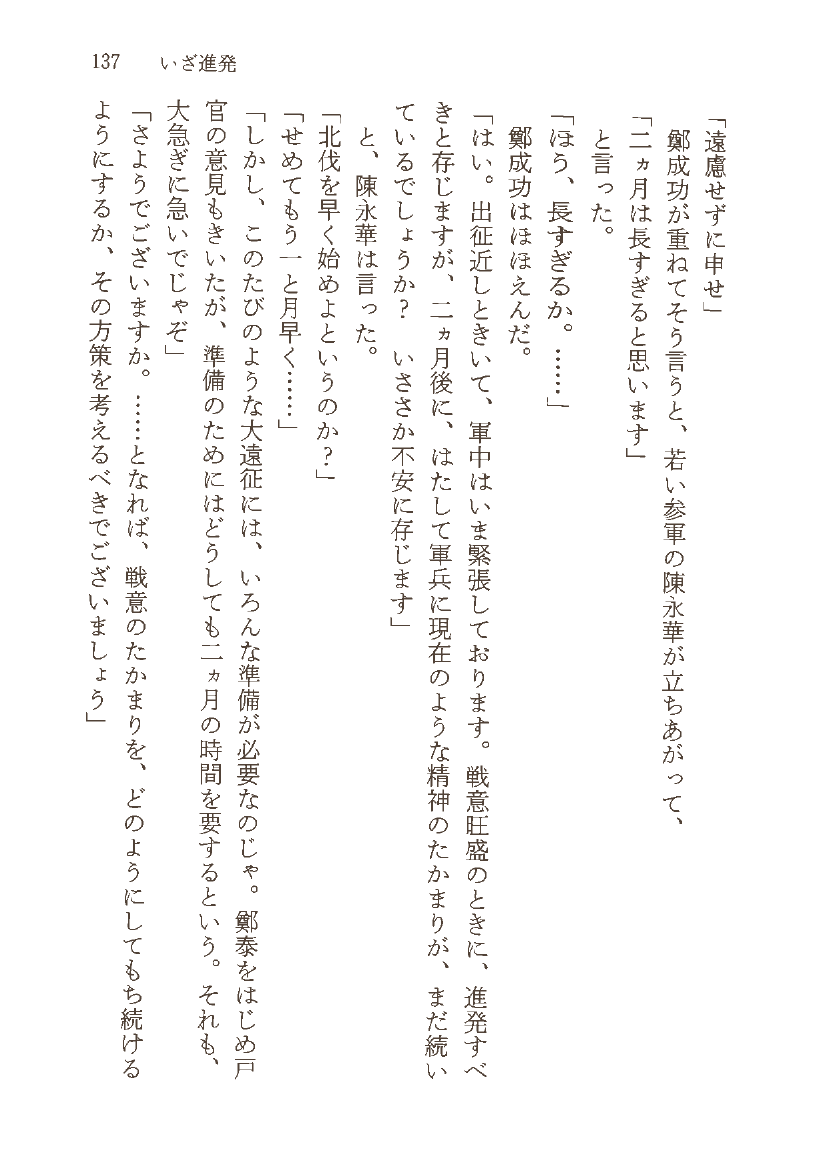 137 いざ進発
「遠慮せずに申せ」
鄭成功が重ねてそう言うと、若い参軍の陳永華が立ちあがって、
「二ヵ月は長すぎると思います」
と言った。
「ほう、長すぎるか。……」
鄭成功はほほえんだ。
「はい。出征近しときいて、軍中はいま緊張しております。戦意旺盛のときに、進発すべ
きと存じますが、二ヵ月後に、はたして軍兵に現在のような精神のたかまりが、まだ続い
ているでしょうか？　いささか不安に存じます」
と、陳永華は言った。
「北伐を早く始めよというのか？」
「せめてもう一と月早く……」
「しかし、このたびのような大遠征には、いろんな準備が必要なのじゃ。鄭泰をはじめ戸
官の意見もきいたが、準備のためにはどうしても二ヵ月の時間を要するという。それも、
大急ぎに急いでじゃぞ」
「さようでございますか。……となれば、戦意のたかまりを、どのようにしてもち続ける
ようにするか、その方策を考えるべきでございましょう」